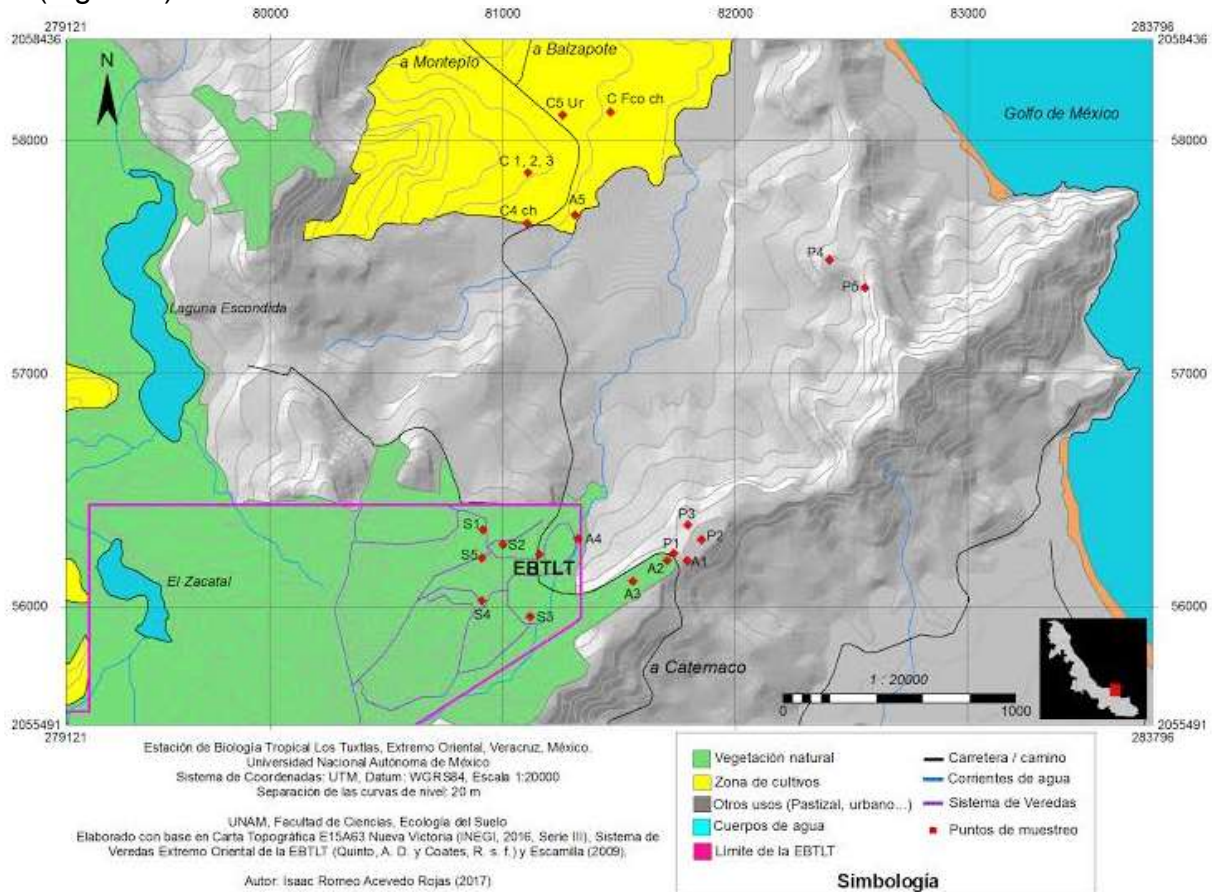 279121
80000
81000
82000
83000
283796
2058436
2058436
N
a Montepío
a Balzapote
C5 Ur
C Fco ch
Golfo de México
58000
58000
C 1, 2, 3
C4 ch
A5
P4
P5
Laguna Escondida
57000
57000
S1
S2
A4
P3
P2
P1
S5
EBTLT
A2
A1
A3
El Zacatal
S4
S3
56000
56000
a Catemaco
1 : 20000
0
1000
2055491
2055491
279121
283796
Estación de Biología Tropical Los Tuxtlas, Extremo Oriental, Veracruz, México.
Universidad Nacional Autónoma de México
Sistema de Coordenadas: UTM, Datum: WGRS84, Escala 1:20000
Separación de las curvas de nivel: 20 m
UNAM, Facultad de Ciencias, Ecología del Suelo
Elaborado con base en Carta Topográfica E15A63 Nueva Victoria (INEGI, 2016, Serie III), Sistema de
Veredas Extremo Oriental de la EBTLT (Quinto, A. D. y Coates, R. s. f.) y Escamilla (2009).
Autor: Isaac Romeo Acevedo Rojas (2017)
Vegetación natural
Zona de cultivos
Otros usos (Pastizal, urbano...)
Cuerpos de agua
Límite de la EBTLT
Carretera / camino
Corrientes de agua
Sistema de Veredas
Puntos de muestreo
Simbología